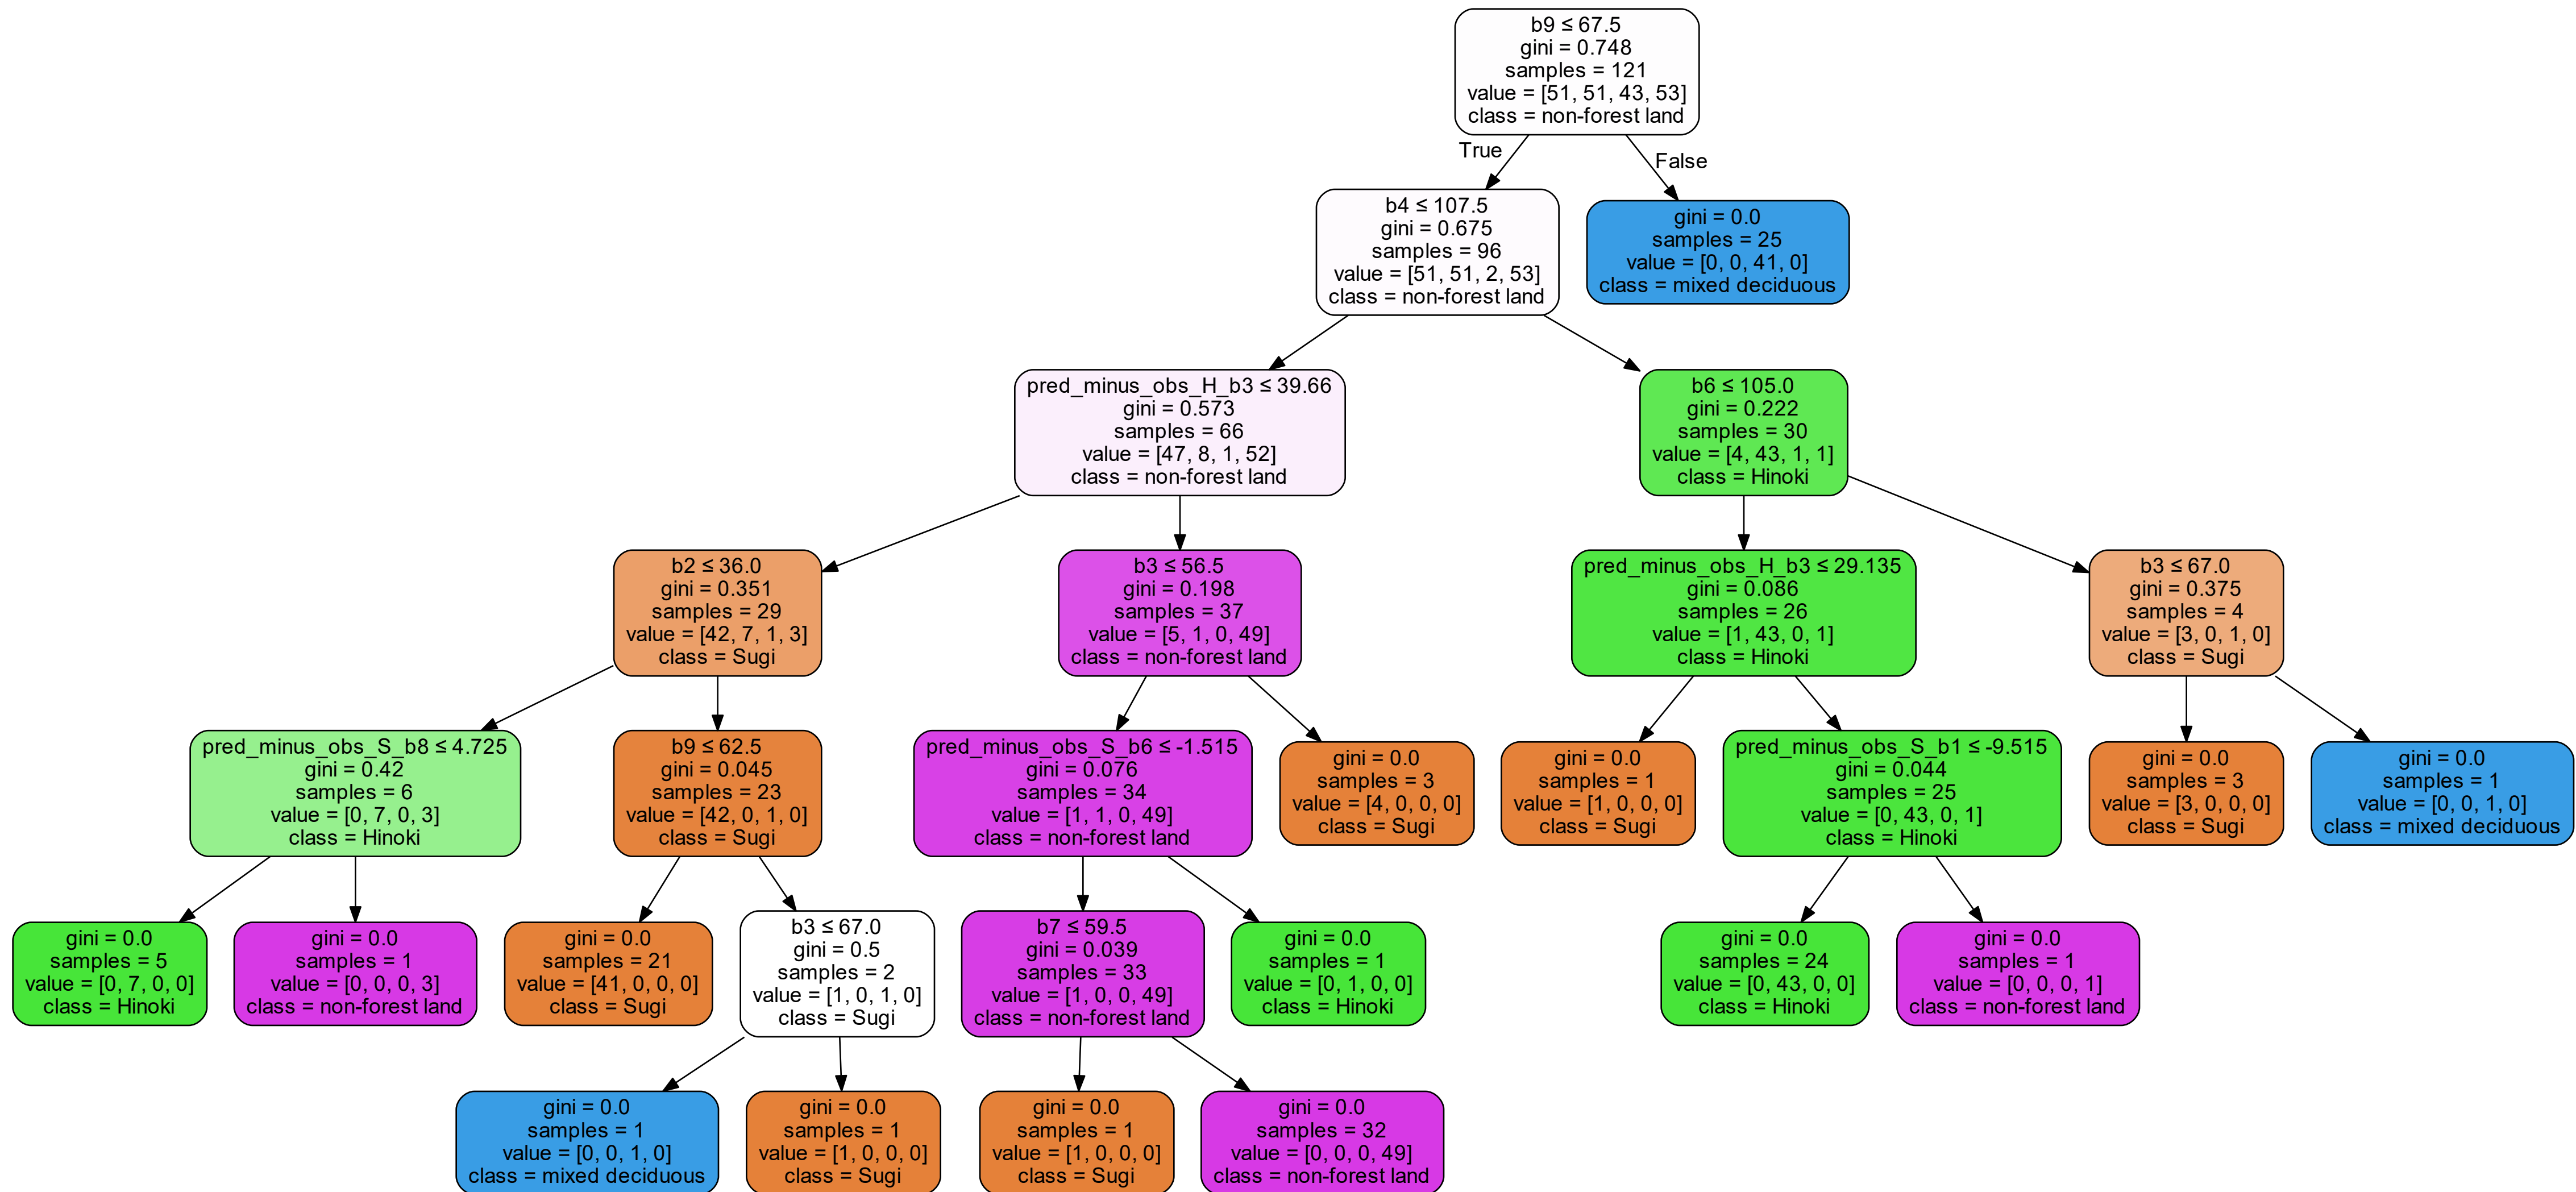 b9 ≤ 67.5
gini = 0.748
samples = 121
value = [51, 51, 43, 53]
class = non-forest land
True
False
b4 ≤ 107.5
gini = 0.675
samples = 96
value = [51, 51, 2, 53]
class = non-forest land
gini = 0.0
samples = 25
value = [0, 0, 41, 0]
class = mixed deciduous
pred_minus_obs_H_b3 ≤ 39.66
gini = 0.573
samples = 66
value = [47, 8, 1, 52]
class = non-forest land
b6 ≤ 105.0
gini = 0.222
samples = 30
value = [4, 43, 1, 1]
class = Hinoki
b2 ≤ 36.0
gini = 0.351
samples = 29
value = [42, 7, 1, 3]
class = Sugi
b3 ≤ 56.5
gini = 0.198
samples = 37
value = [5, 1, 0, 49]
class = non-forest land
pred_minus_obs_H_b3 ≤ 29.135
gini = 0.086
samples = 26
value = [1, 43, 0, 1]
class = Hinoki
b3 ≤ 67.0
gini = 0.375
samples = 4
value = [3, 0, 1, 0]
class = Sugi
pred_minus_obs_S_b8 ≤ 4.725
gini = 0.42
samples = 6
value = [0, 7, 0, 3]
class = Hinoki
b9 ≤ 62.5
gini = 0.045
samples = 23
value = [42, 0, 1, 0]
class = Sugi
pred_minus_obs_S_b6 ≤ -1.515
gini = 0.076
samples = 34
value = [1, 1, 0, 49]
class = non-forest land
gini = 0.0
samples = 3
value = [4, 0, 0, 0]
class = Sugi
gini = 0.0
samples = 1
value = [1, 0, 0, 0]
class = Sugi
pred_minus_obs_S_b1 ≤ -9.515
gini = 0.044
samples = 25
value = [0, 43, 0, 1]
class = Hinoki
gini = 0.0
samples = 3
value = [3, 0, 0, 0]
class = Sugi
gini = 0.0
samples = 1
value = [0, 0, 1, 0]
class = mixed deciduous
gini = 0.0
samples = 5
value = [0, 7, 0, 0]
class = Hinoki
gini = 0.0
samples = 1
value = [0, 0, 0, 3]
class = non-forest land
gini = 0.0
samples = 21
value = [41, 0, 0, 0]
class = Sugi
b3 ≤ 67.0
gini = 0.5
samples = 2
value = [1, 0, 1, 0]
class = Sugi
b7 ≤ 59.5
gini = 0.039
samples = 33
value = [1, 0, 0, 49]
class = non-forest land
gini = 0.0
samples = 1
value = [0, 1, 0, 0]
class = Hinoki
gini = 0.0
samples = 24
value = [0, 43, 0, 0]
class = Hinoki
gini = 0.0
samples = 1
value = [0, 0, 0, 1]
class = non-forest land
gini = 0.0
samples = 1
value = [0, 0, 1, 0]
class = mixed deciduous
gini = 0.0
samples = 1
value = [1, 0, 0, 0]
class = Sugi
gini = 0.0
samples = 1
value = [1, 0, 0, 0]
class = Sugi
gini = 0.0
samples = 32
value = [0, 0, 0, 49]
class = non-forest land